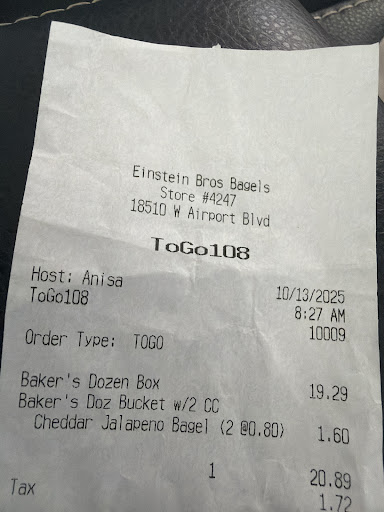 Einstein Bros Bagels
Store #4247
18510 W Airport Blvd
ToGo108
Host: Anisa 10/13/2025
ToGo108 8:27 AM
10009
Order Type: TOGO
Baker's Dozen Box 19.29
Baker's Doz Bucket w/2 CC
Cheddar Jalapeno Bagel (2 @0.80) 1.60
1 20.89
Tax 1.72